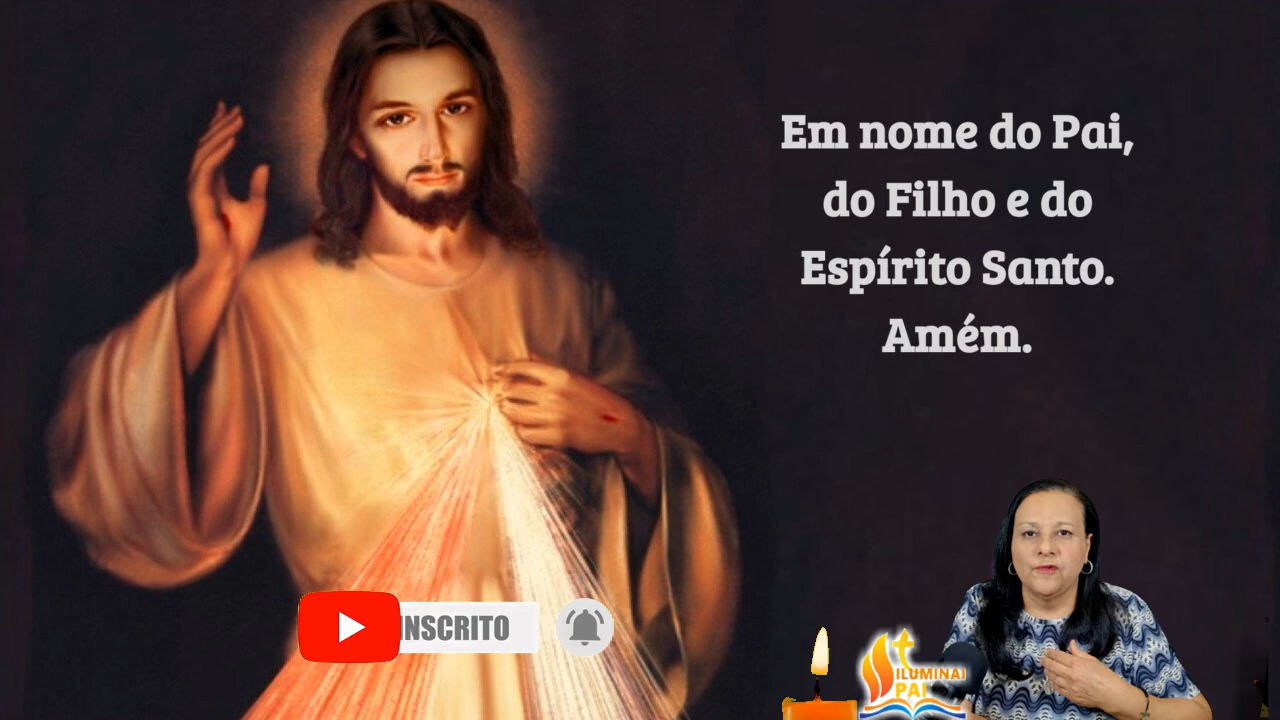 Em nome do Pai,
do Filho e do
Espírito Santo.
Amém.
INSCRITO
ILUMINAI
PAI